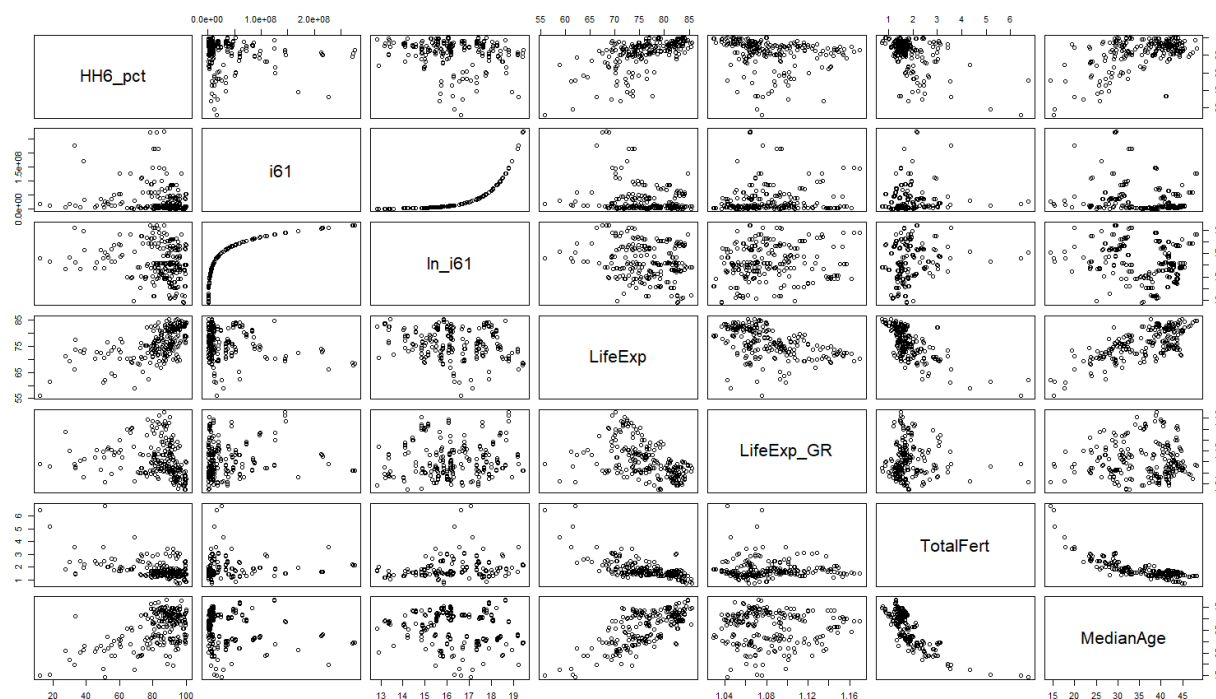 0.0e+00 1.0e+08 2.0e+08 55 60 65 70 75 80 85 1 2 3 4 5 6
HH6_pct
i61
0.0e+00 1.5e+08
ln_i61
LifeExp
55 65 75 85
LifeExp_GR
TotalFert
1 2 3 4 5 6
MedianAge
20 40 60 80 100 13 14 15 16 17 18 19 1.04 1.08 1.12 1.16 15 20 25 30 35 40 45